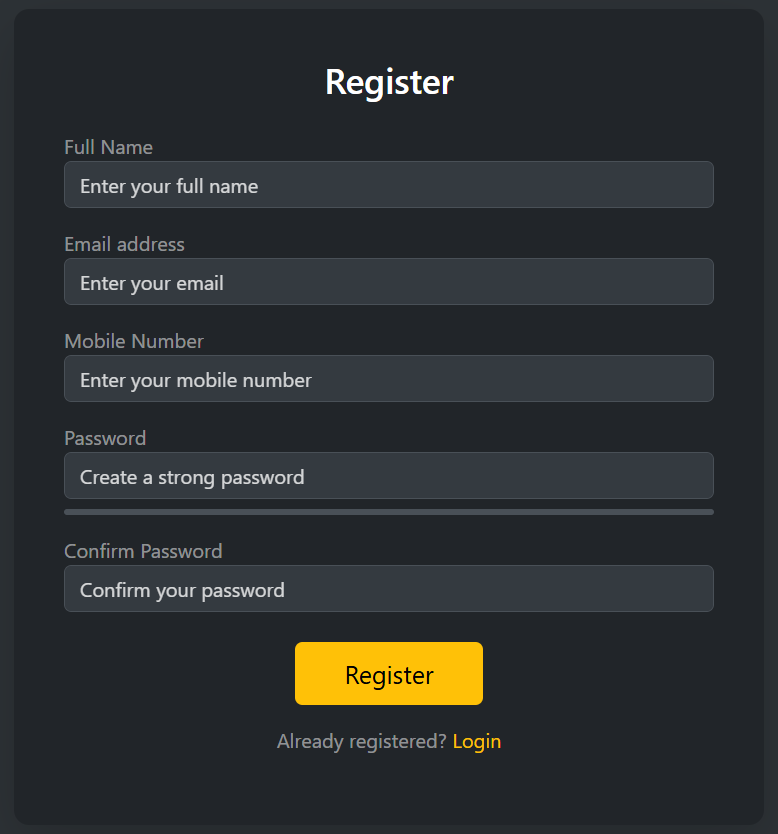 Register
Full Name
Enter your full name
Email address
Enter your email
Mobile Number
Enter your mobile number
Password
Create a strong password
Confirm Password
Confirm your password
Register
Already registered? Login